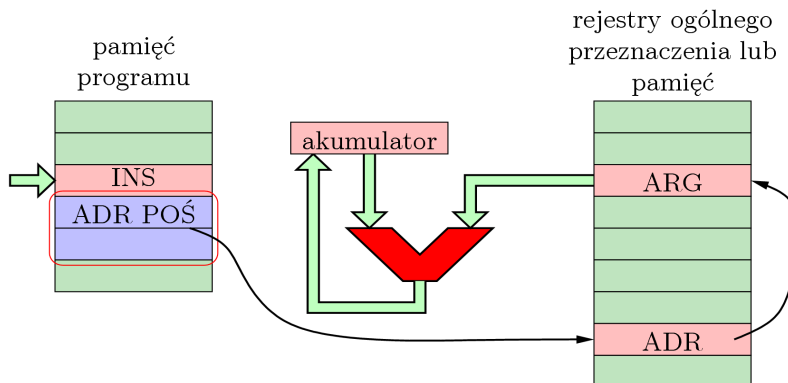 pamięć
programu
INS
ADR POŚ
akumulator
rejestry ogólnego
przeznaczenia lub
pamięć
ARG
ADR